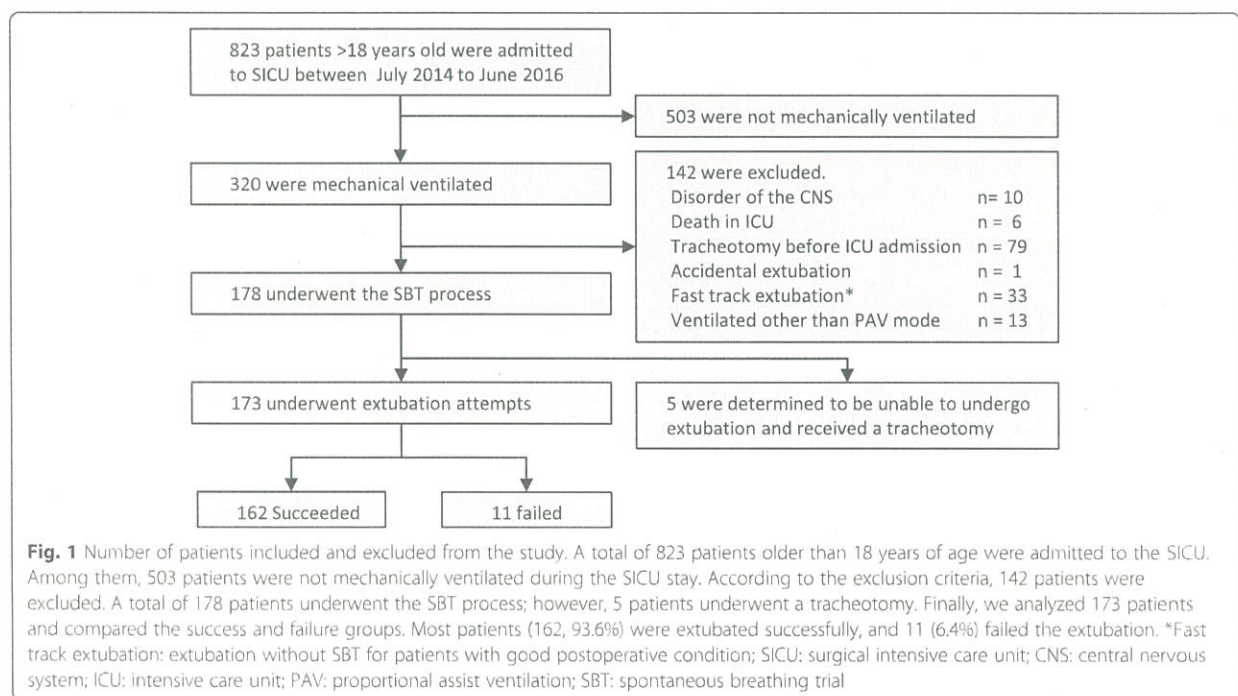 823 patients >18 years old were admitted
to SICU between July 2014 to June 2016
503 were not mechanically ventilated
320 were mechanical ventilated
142 were excluded.
Disorder of the CNS n= 10
Death in ICU n = 6
Tracheotomy before ICU admission n = 79
Accidental extubation n = 1
Fast track extubation* n = 33
Ventilated other than PAV mode n = 13
178 underwent the SBT process
173 underwent extubation attempts
5 were determined to be unable to undergo
extubation and received a tracheotomy
162 Succeeded
11 failed
Fig. 1 Number of patients included and excluded from the study. A total of 823 patients older than 18 years of age were admitted to the SICU.
Among them, 503 patients were not mechanically ventilated during the SICU stay. According to the exclusion criteria, 142 patients were
excluded. A total of 178 patients underwent the SBT process; however, 5 patients underwent a tracheotomy. Finally, we analyzed 173 patients
and compared the success and failure groups. Most patients (162, 93.6%) were extubated successfully, and 11 (6.4%) failed the extubation. *Fast
track extubation: extubation without SBT for patients with good postoperative condition; SICU: surgical intensive care unit; CNS: central nervous
system; ICU: intensive care unit; PAV: proportional assist ventilation; SBT: spontaneous breathing trial